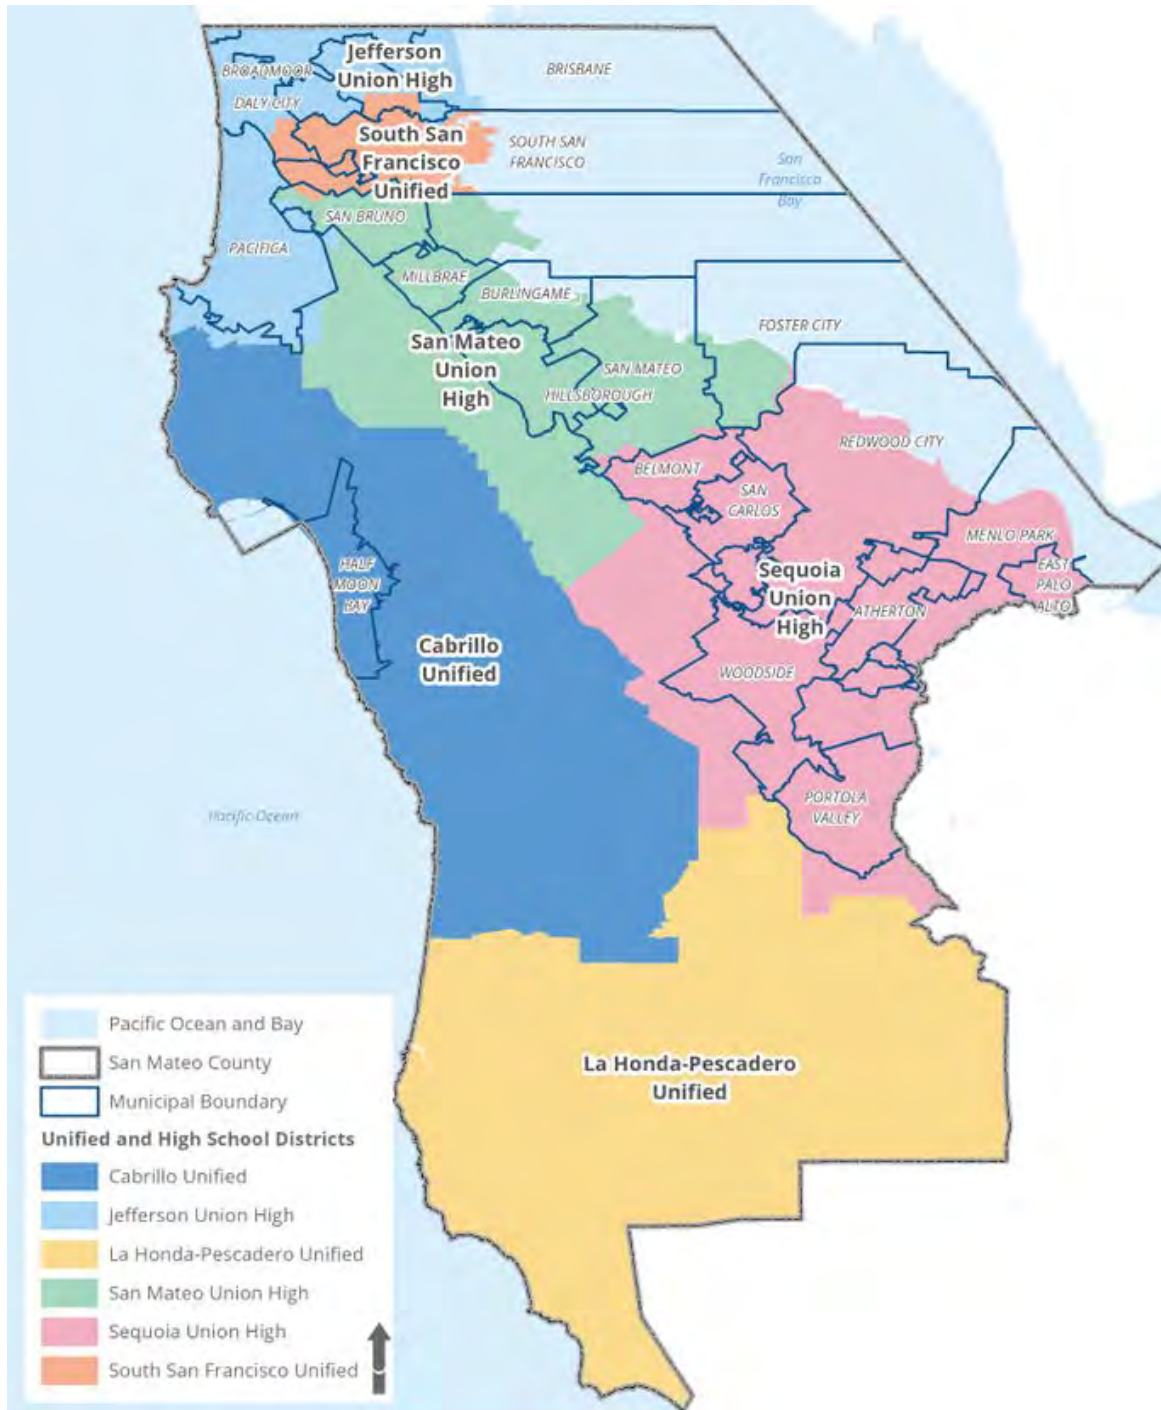 Jefferson
Union High
BROADMOOR
BRISBANE
DALY CITY
South San
Francisco
Unified
SOUTH SAN
FRANCISCO
San
Francisco
Bay
SAN BRUNO
PACIFICA
MILLBRAE
BURLINGAME
FOSTER CITY
San Mateo
Union
High
SAN MATEO
HILLSBOROUGH
REDWOOD CITY
BELMONT
SAN
CARLOS
MENLO PARK
HALF
MOON
BAY
Sequoia
Union
High
EAST
PALO
ALTO
ATHERTON
Cabrillo
Unified
WOODSIDE
PORTOLA
VALLEY
Pacific Ocean
La Honda-Pescadero
Unified
Pacific Ocean and Bay
San Mateo County
Municipal Boundary
Unified and High School Districts
Cabrillo Unified
Jefferson Union High
La Honda-Pescadero Unified
San Mateo Union High
Sequoia Union High
South San Francisco Unified